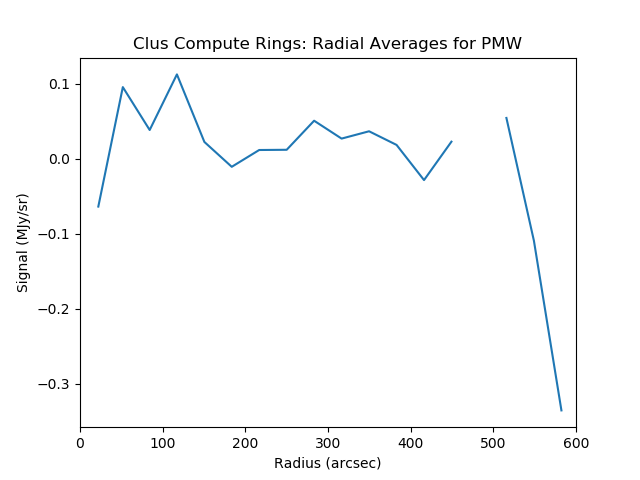 Clus Compute Rings: Radial Averages for PMW
0.1
0.0
−0.1
−0.2
−0.3
Signal (MJy/sr)
0 100 200 300 400 500 600
Radius (arcsec)